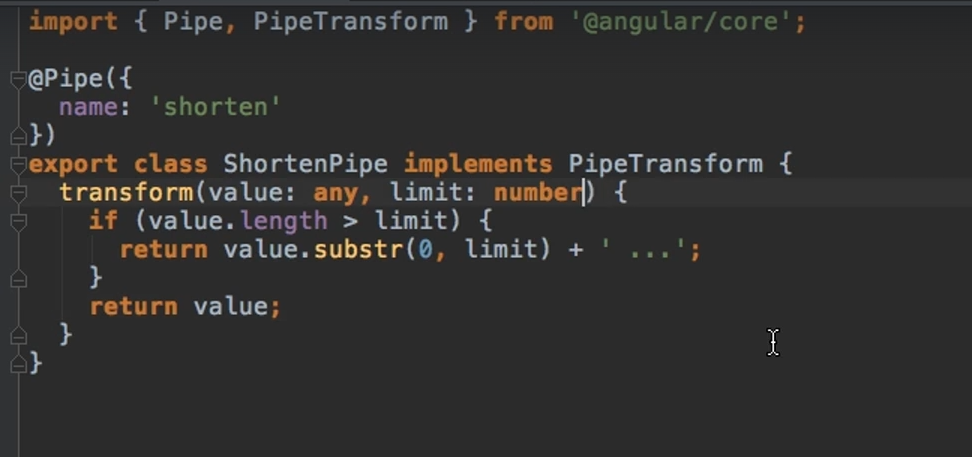 import { Pipe, PipeTransform } from '@angular/core';
@Pipe({
  name: 'shorten'
})
export class ShortenPipe implements PipeTransform {
  transform(value: any, limit: number) {
    if (value.length > limit) {
      return value.substr(0, limit) + ' ...';
    }
    return value;
  }
}